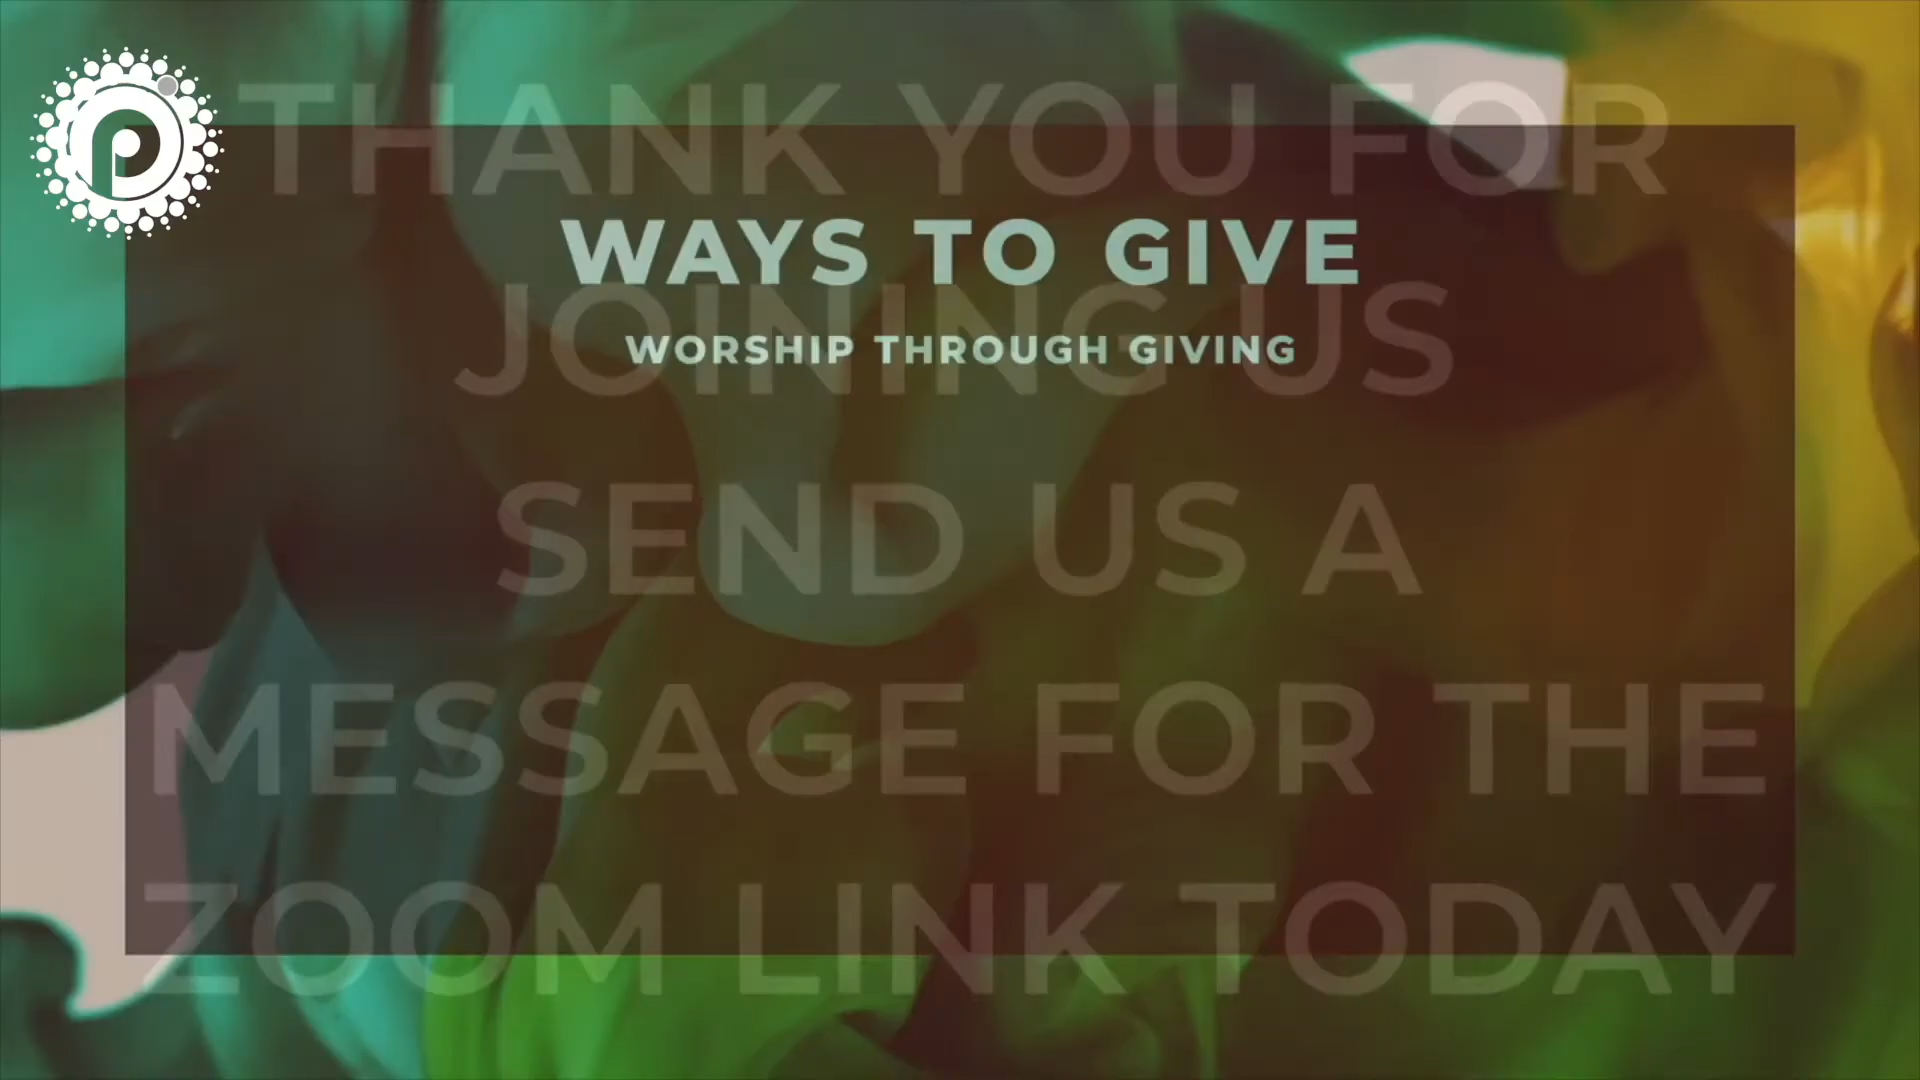 THANK YOU FOR
JOINING US
SEND US A
MESSAGE FOR THE
ZOOM LINK TODAY
WAYS TO GIVE
WORSHIP THROUGH GIVING
p